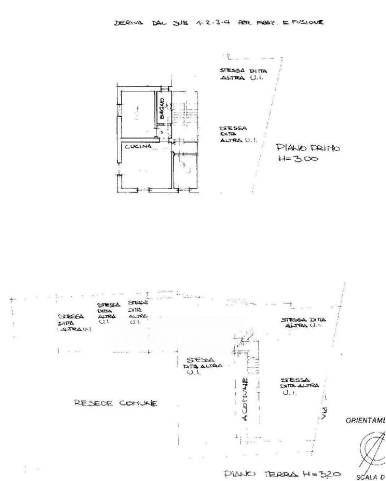 DERIVA DAL SUB 1-2-3-4 PER FRAZ. E FUSIONE
STESSA DITTA
ALTRA U.I.
BAGNO
STESSA
DITTA
ALTRA U.I.
CUCINA
PIANO PRIMO
H=3.00
STESSA
DITTA
ALTRA U.I.
STESSA
DITTA
ALTRA
U.I.
STESSA
DITTA
ALTRA
U.I.
STESSA DITTA
ALTRA U.I.
STESSA
DITTA ALTRA
U.I.
STESSA
DITTA ALTRA
U.I.
A COMUNE
RESEDE COMUNE
VIA
ORIENTAME
PIANO TERRA H=3.20
SCALA D